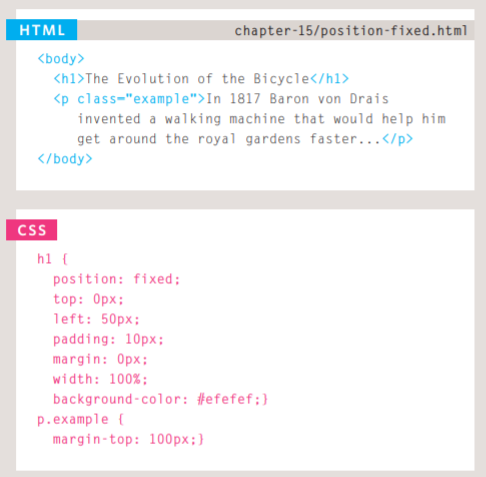 HTML chapter-15/position-fixed.html
<body>
<h1>The Evolution of the Bicycle</h1>
<p class="example">In 1817 Baron von Drais
invented a walking machine that would help him
get around the royal gardens faster...</p>
</body>
CSS
h1 {
position: fixed;
top: 0px;
left: 50px;
padding: 10px;
margin: 0px;
width: 100%;
background-color: #efefef;}
p.example {
margin-top: 100px;}